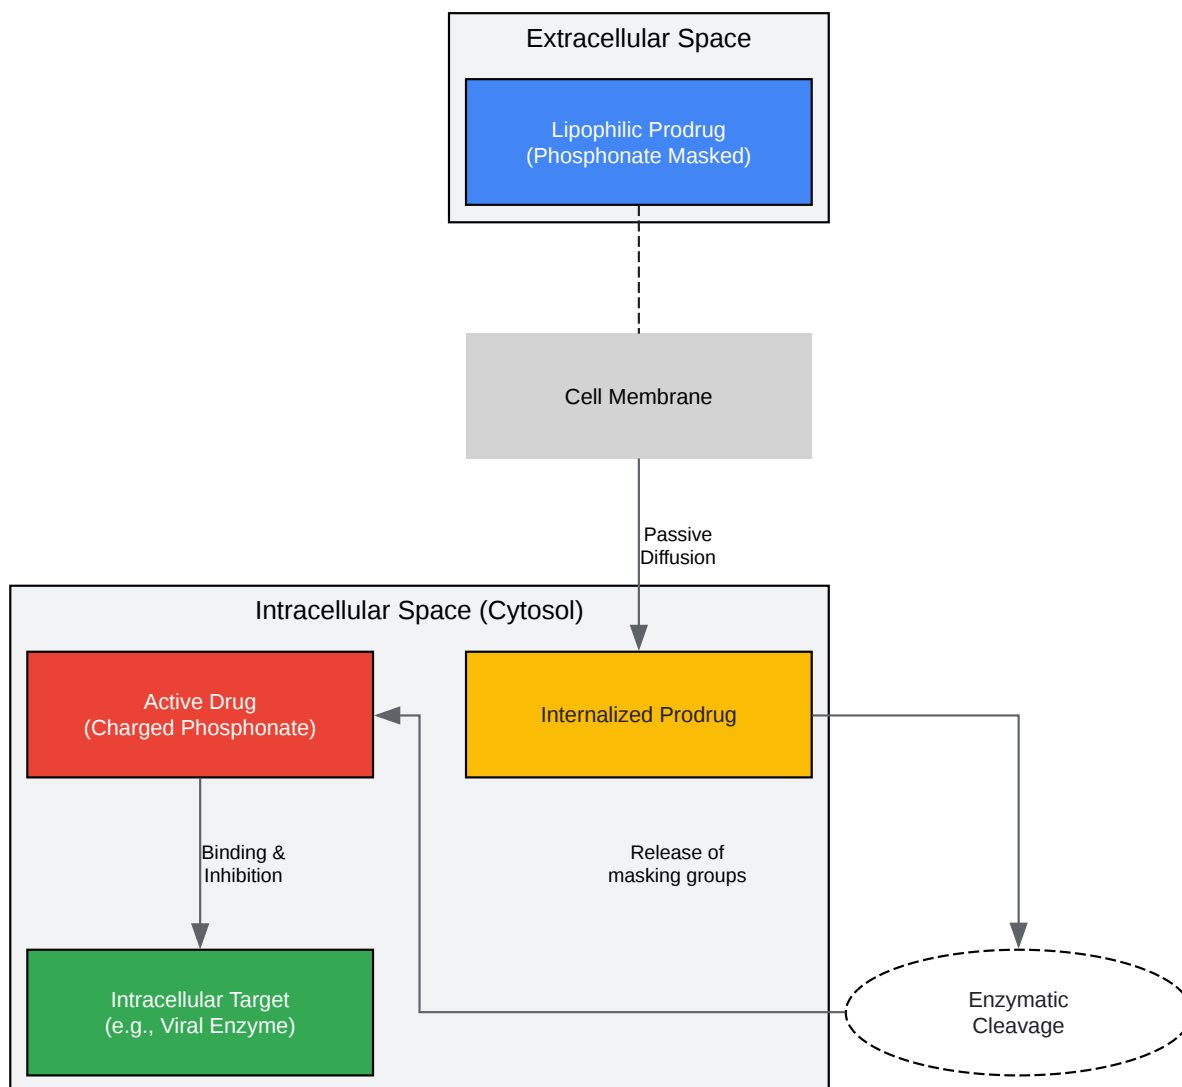 Extracellular Space
Lipophilic Prodrug
(Phosphonate Masked)
Cell Membrane
Passive
Diffusion
Intracellular Space (Cytosol)
Active Drug
(Charged Phosphonate)
Internalized Prodrug
Binding &
Inhibition
Release of
masking groups
Intracellular Target
(e.g., Viral Enzyme)
Enzymatic
Cleavage